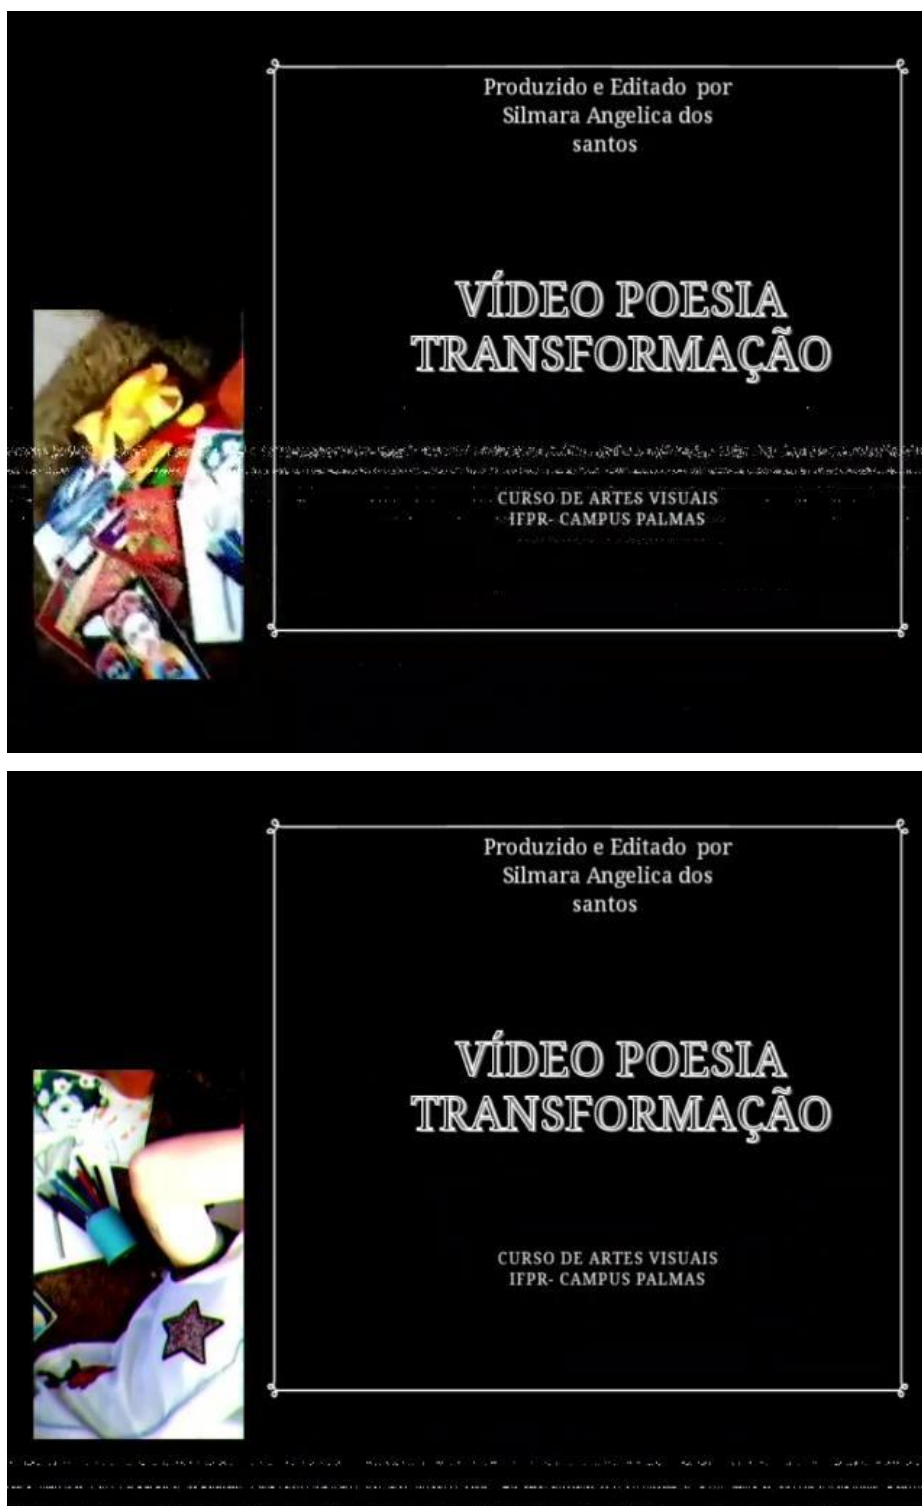 Produzido e Editado por
Silmara Angelica dos
santos
VÍDEO POESIA
TRANSFORMAÇÃO
CURSO DE ARTES VISUAIS
IFPR- CAMPUS PALMAS
Produzido e Editado por
Silmara Angelica dos
santos
VÍDEO POESIA
TRANSFORMAÇÃO
CURSO DE ARTES VISUAIS
IFPR- CAMPUS PALMAS